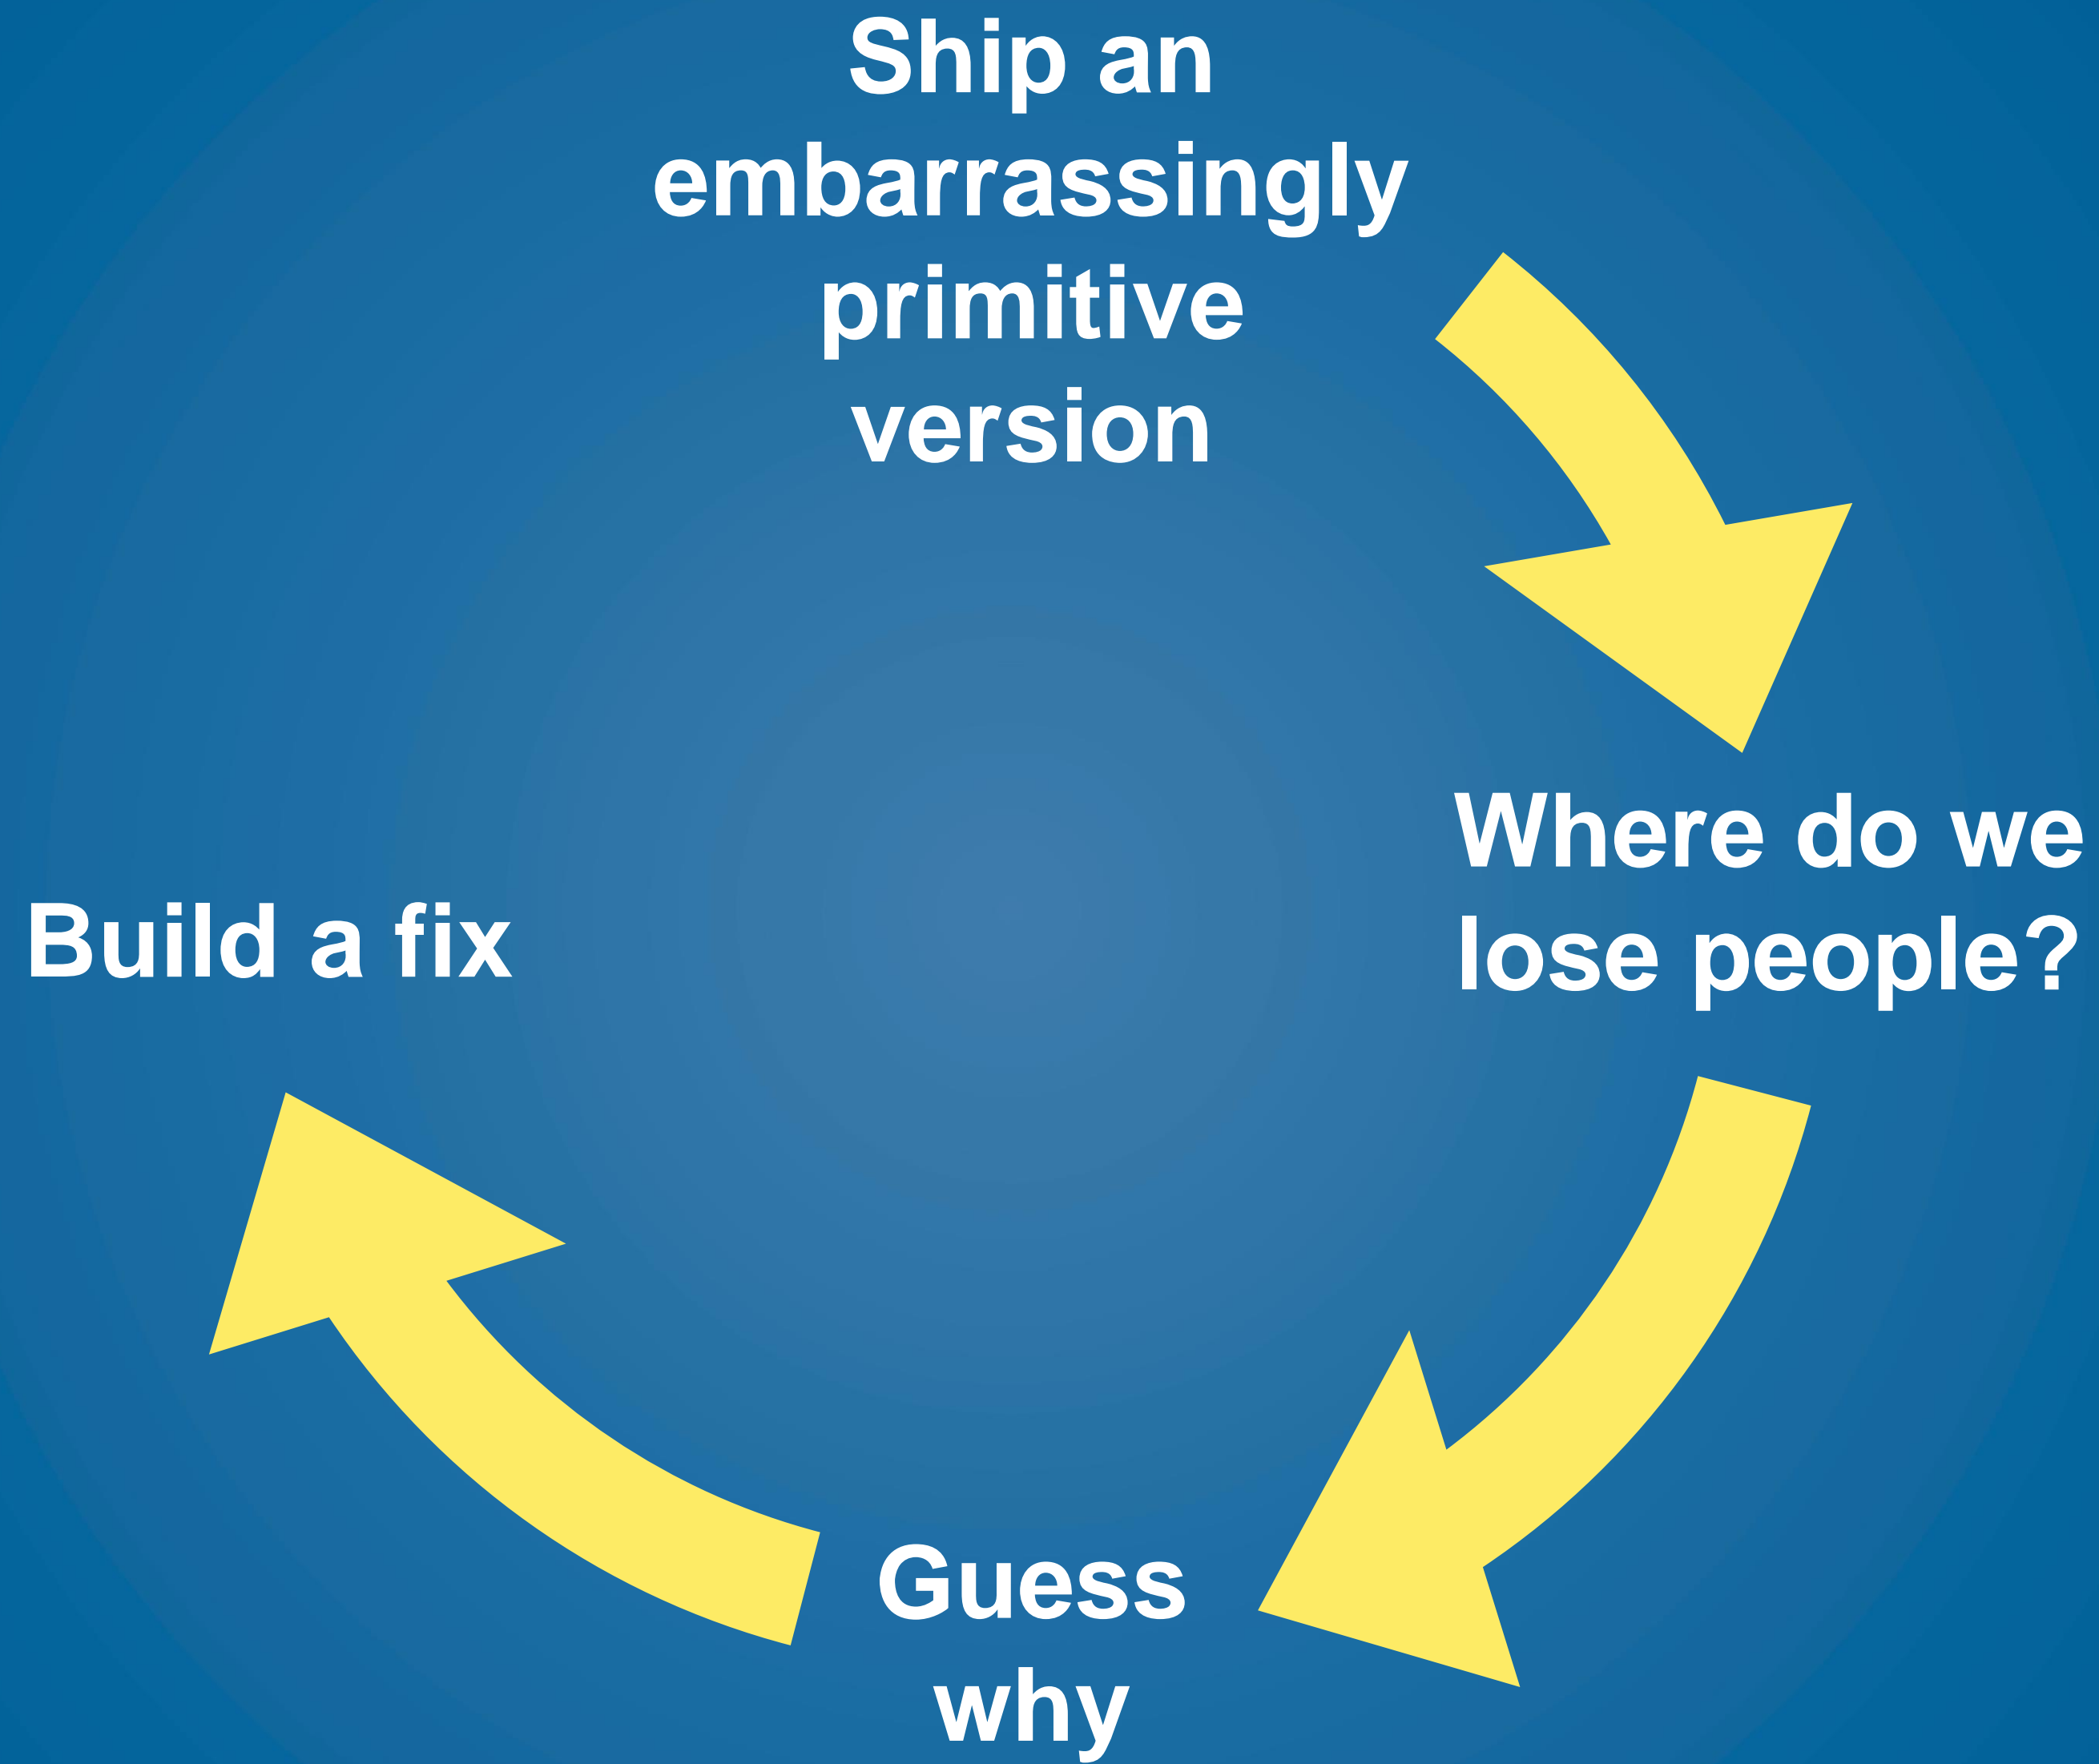 Ship an
embarrassingly
primitive
version
Where do we
lose people?
Build a fix
Guess
why